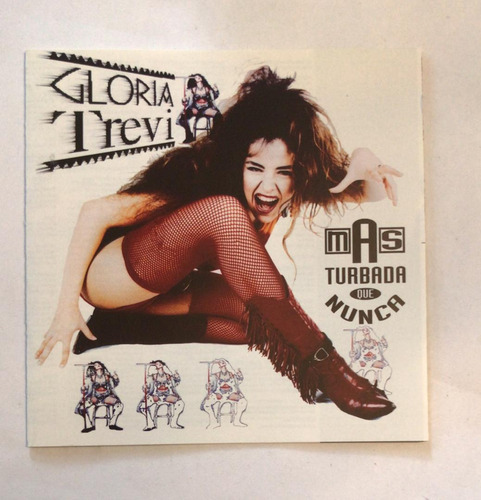 GLORIA
Trevi
mAS
TURBADA
QUE
NUNCA